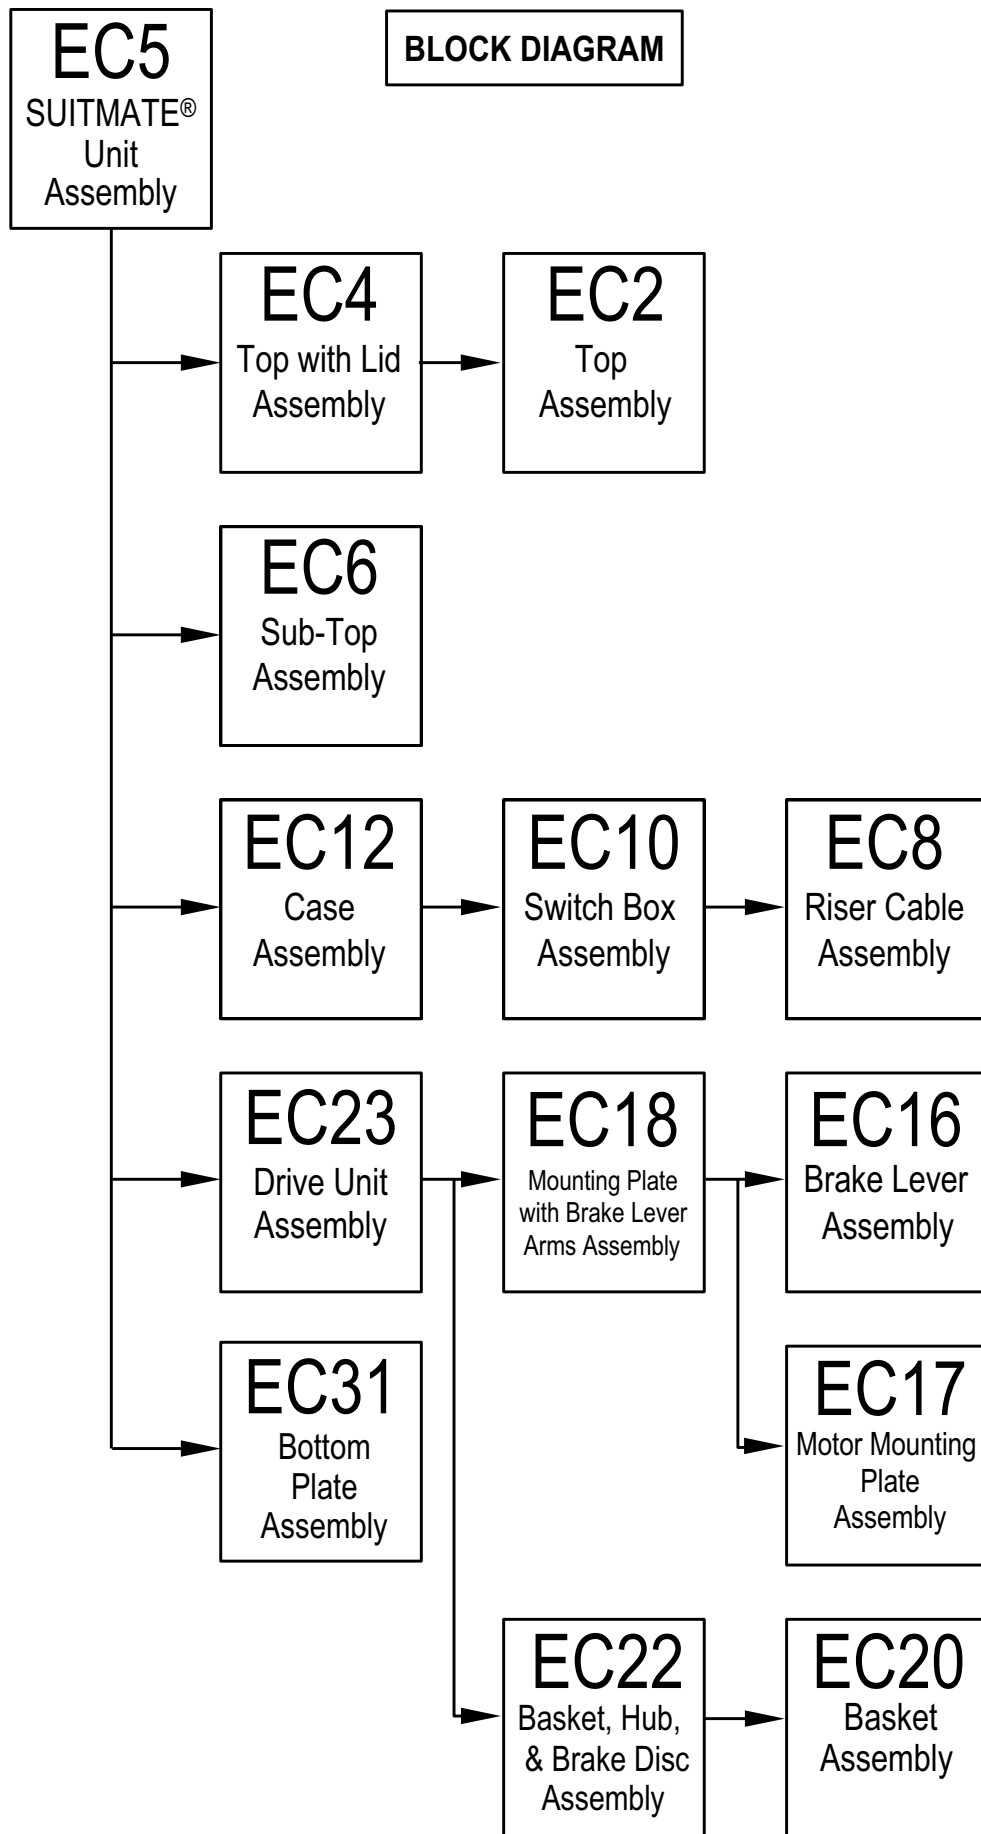 EC5
SUITMATE®
Unit
Assembly
BLOCK DIAGRAM
EC4
Top with Lid
Assembly
EC2
Top
Assembly
EC6
Sub-Top
Assembly
EC12
Case
Assembly
EC10
Switch Box
Assembly
EC8
Riser Cable
Assembly
EC23
Drive Unit
Assembly
EC18
Mounting Plate
with Brake Lever
Arms Assembly
EC16
Brake Lever
Assembly
EC31
Bottom
Plate
Assembly
EC17
Motor Mounting
Plate
Assembly
EC22
Basket, Hub,
& Brake Disc
Assembly
EC20
Basket
Assembly